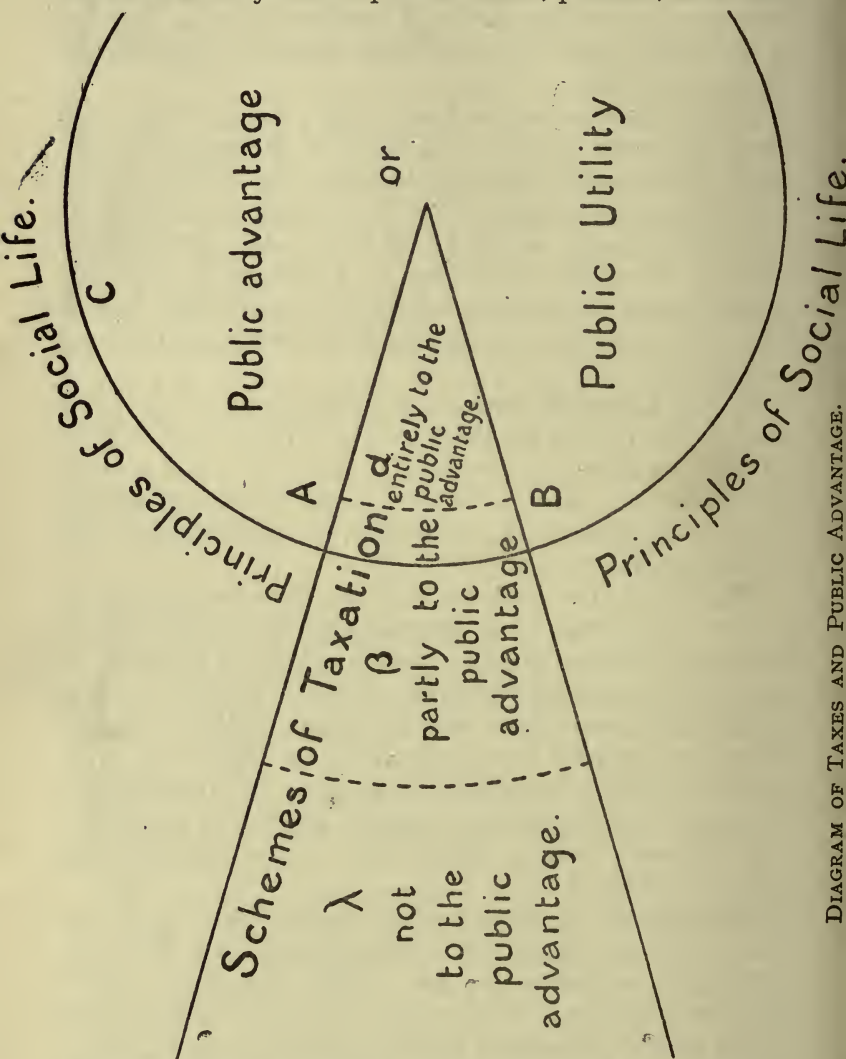 Principles of Social Life.
C
Public advantage
or
Public Utility
Principles of Social Life.
A
B
Schemes of Taxation
α
entirely to the
public
advantage.
β
partly to the
public
advantage
λ
not
to the
public
advantage.
DIAGRAM OF TAXES AND PUBLIC ADVANTAGE.